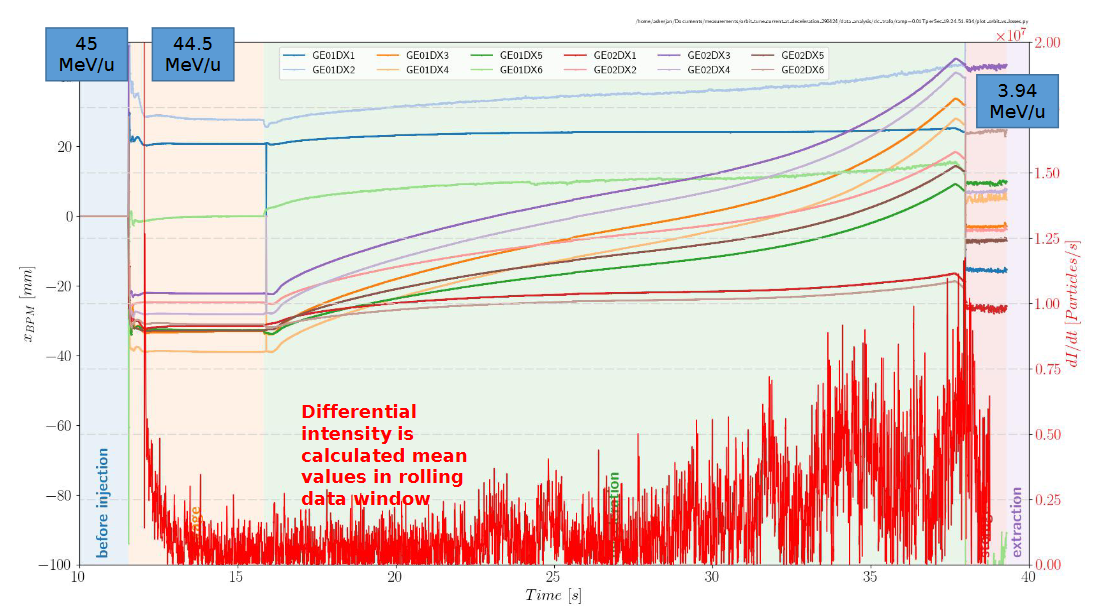 45
MeV/u
44.5
MeV/u
×10⁷
GE01DX1
GE01DX2
GE01DX3
GE01DX4
GE01DX5
GE01DX6
GE02DX1
GE02DX2
GE02DX3
GE02DX4
GE02DX5
GE02DX6
3.94
MeV/u
20
0
−20
−40
−60
−80
−100
x_BPM [mm]
2.00
1.50
1.25
1.00
0.75
0.50
0.25
0.00
dI/dt [Particles/s]
Differential
intensity is
calculated mean
values in rolling
data window
before injection
extraction
10
15
20
25
30
35
40
Time [s]